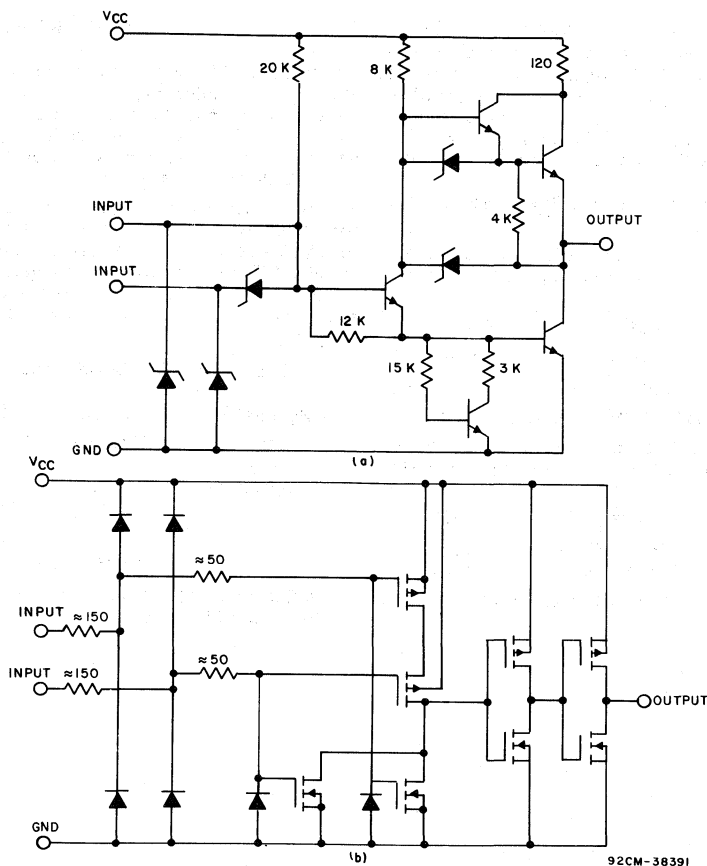 VCC
20 K
8 K
120
INPUT
4 K
OUTPUT
INPUT
12 K
15 K
3 K
GND
(a)
VCC
≈50
INPUT
≈150
≈50
INPUT
≈150
OUTPUT
GND
(b)
92CM-38391